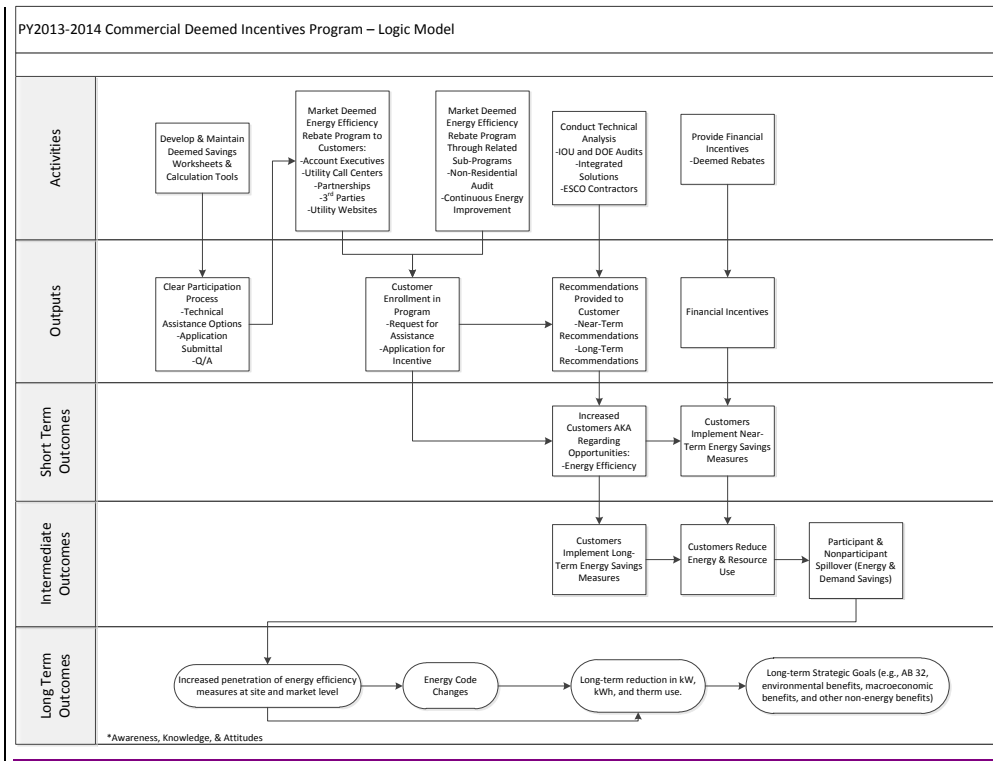 PY2013-2014 Commercial Deemed Incentives Program – Logic Model
Activities
Develop & Maintain
Deemed Savings
Worksheets &
Calculation Tools
Market Deemed
Energy Efficiency
Rebate Program to
Customers:
-Account Executives
-Utility Call Centers
-Partnerships
-3rd Parties
-Utility Websites
Market Deemed
Energy Efficiency
Rebate Program
Through Related
Sub-Programs
-Non-Residential
Audit
-Continuous Energy
Improvement
Conduct Technical
Analysis
-IOU and DOE Audits
-Integrated
Solutions
-ESCO Contractors
Provide Financial
Incentives
-Deemed Rebates
Outputs
Clear Participation
Process
-Technical
Assistance Options
-Application
Submittal
-Q/A
Customer
Enrollment in
Program
-Request for
Assistance
-Application for
Incentive
Recommendations
Provided to
Customer
-Near-Term
Recommendations
-Long-Term
Recommendations
Financial Incentives
Short Term
Outcomes
Increased
Customers AKA
Regarding
Opportunities:
-Energy Efficiency
Customers
Implement Near-
Term Energy Savings
Measures
Intermediate
Outcomes
Customers
Implement Long-
Term Energy Savings
Measures
Customers Reduce
Energy & Resource
Use
Participant &
Nonparticipant
Spillover (Energy &
Demand Savings)
Long Term
Outcomes
Increased penetration of energy efficiency
measures at site and market level
Energy Code
Changes
Long-term reduction in kW,
kWh, and therm use.
Long-term Strategic Goals (e.g., AB 32,
environmental benefits, macroeconomic
benefits, and other non-energy benefits)
*Awareness, Knowledge, & Attitudes